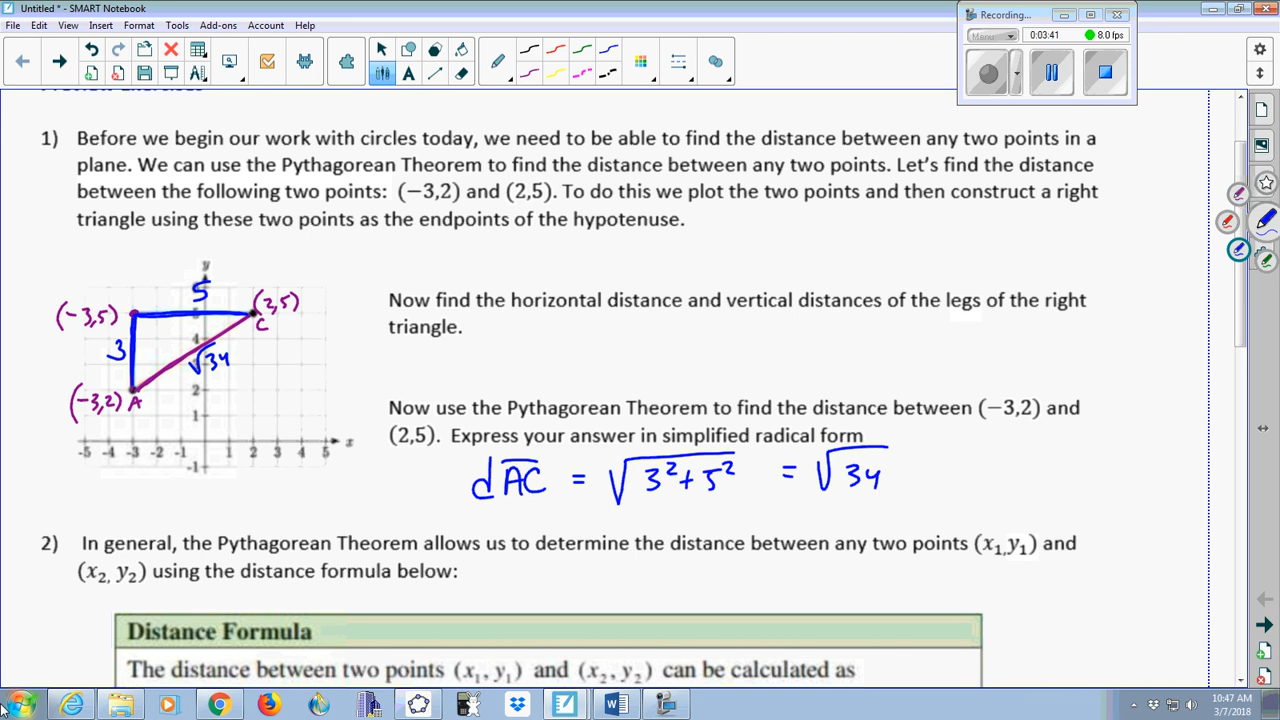 Untitled * - SMART Notebook
File Edit View Insert Format Tools Add-ons Account Help
Recording...
Menu 0:03:41 8.0 fps
1) Before we begin our work with circles today, we need to be able to find the distance between any two points in a
plane. We can use the Pythagorean Theorem to find the distance between any two points. Let's find the distance
between the following two points: (−3,2) and (2,5). To do this we plot the two points and then construct a right
triangle using these two points as the endpoints of the hypotenuse.
y
5
(-3,5) (2,5)
C
4
3 √34
(-3,2) A 2
1
-5 -4 -3 -2 -1 1 2 3 4 5 x
-1
Now find the horizontal distance and vertical distances of the legs of the right
triangle.
Now use the Pythagorean Theorem to find the distance between (−3,2) and
(2,5). Express your answer in simplified radical form
d AC = √3²+5² = √34
2) In general, the Pythagorean Theorem allows us to determine the distance between any two points (x₁,y₁) and
(x₂, y₂) using the distance formula below:
Distance Formula
The distance between two points (x₁, y₁) and (x₂, y₂) can be calculated as
10:47 AM
3/7/2018